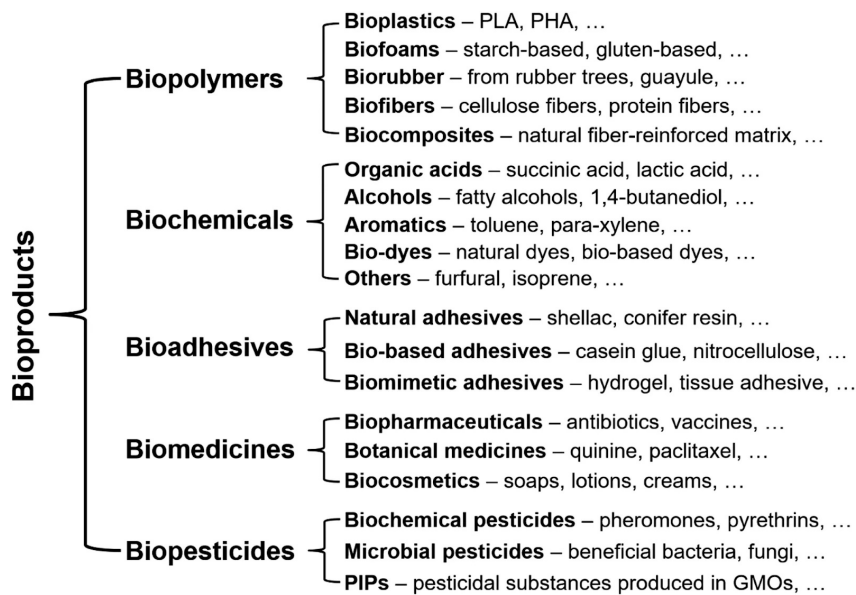 Bioproducts
Biopolymers
Bioplastics – PLA, PHA, …
Biofoams – starch-based, gluten-based, …
Biorubber – from rubber trees, guayule, …
Biofibers – cellulose fibers, protein fibers, …
Biocomposites – natural fiber-reinforced matrix, …
Biochemicals
Organic acids – succinic acid, lactic acid, …
Alcohols – fatty alcohols, 1,4-butanediol, …
Aromatics – toluene, para-xylene, …
Bio-dyes – natural dyes, bio-based dyes, …
Others – furfural, isoprene, …
Bioadhesives
Natural adhesives – shellac, conifer resin, …
Bio-based adhesives – casein glue, nitrocellulose, …
Biomimetic adhesives – hydrogel, tissue adhesive, …
Biomedicines
Biopharmaceuticals – antibiotics, vaccines, …
Botanical medicines – quinine, paclitaxel, …
Biocosmetics – soaps, lotions, creams, …
Biopesticides
Biochemical pesticides – pheromones, pyrethrins, …
Microbial pesticides – beneficial bacteria, fungi, …
PIPs – pesticidal substances produced in GMOs, …